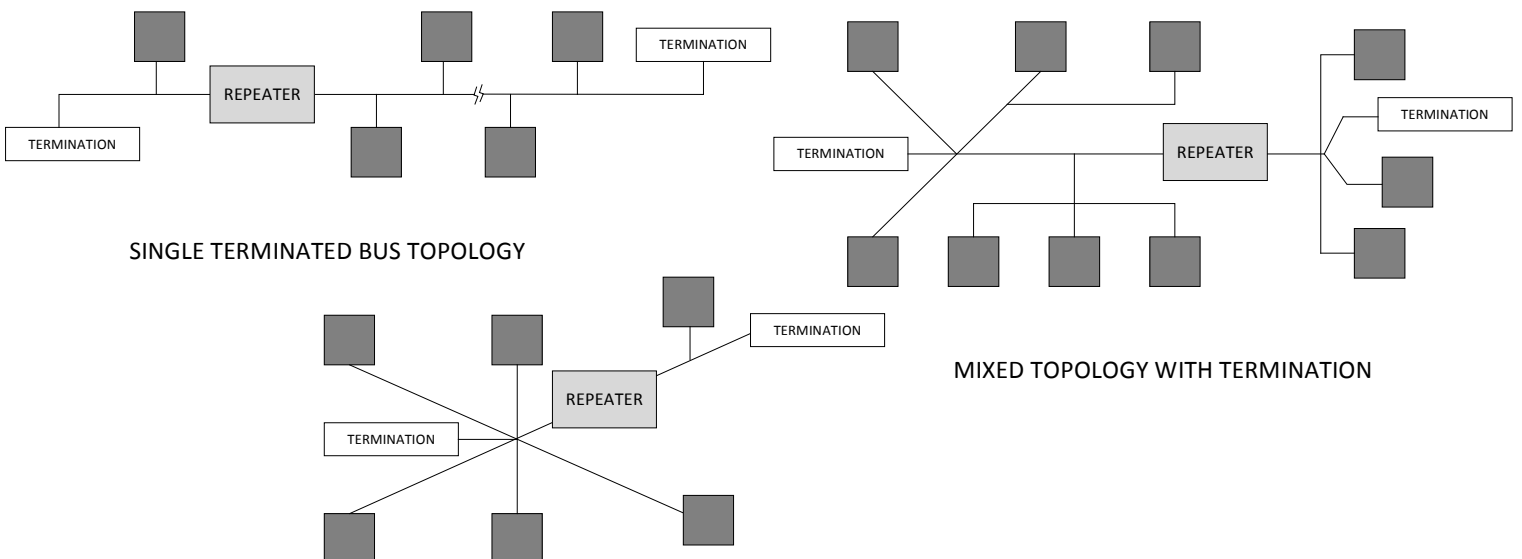 TERMINATION
REPEATER
TERMINATION
SINGLE TERMINATED BUS TOPOLOGY
TERMINATION
TERMINATION
REPEATER
MIXED TOPOLOGY WITH TERMINATION
TERMINATION
REPEATER
TERMINATION